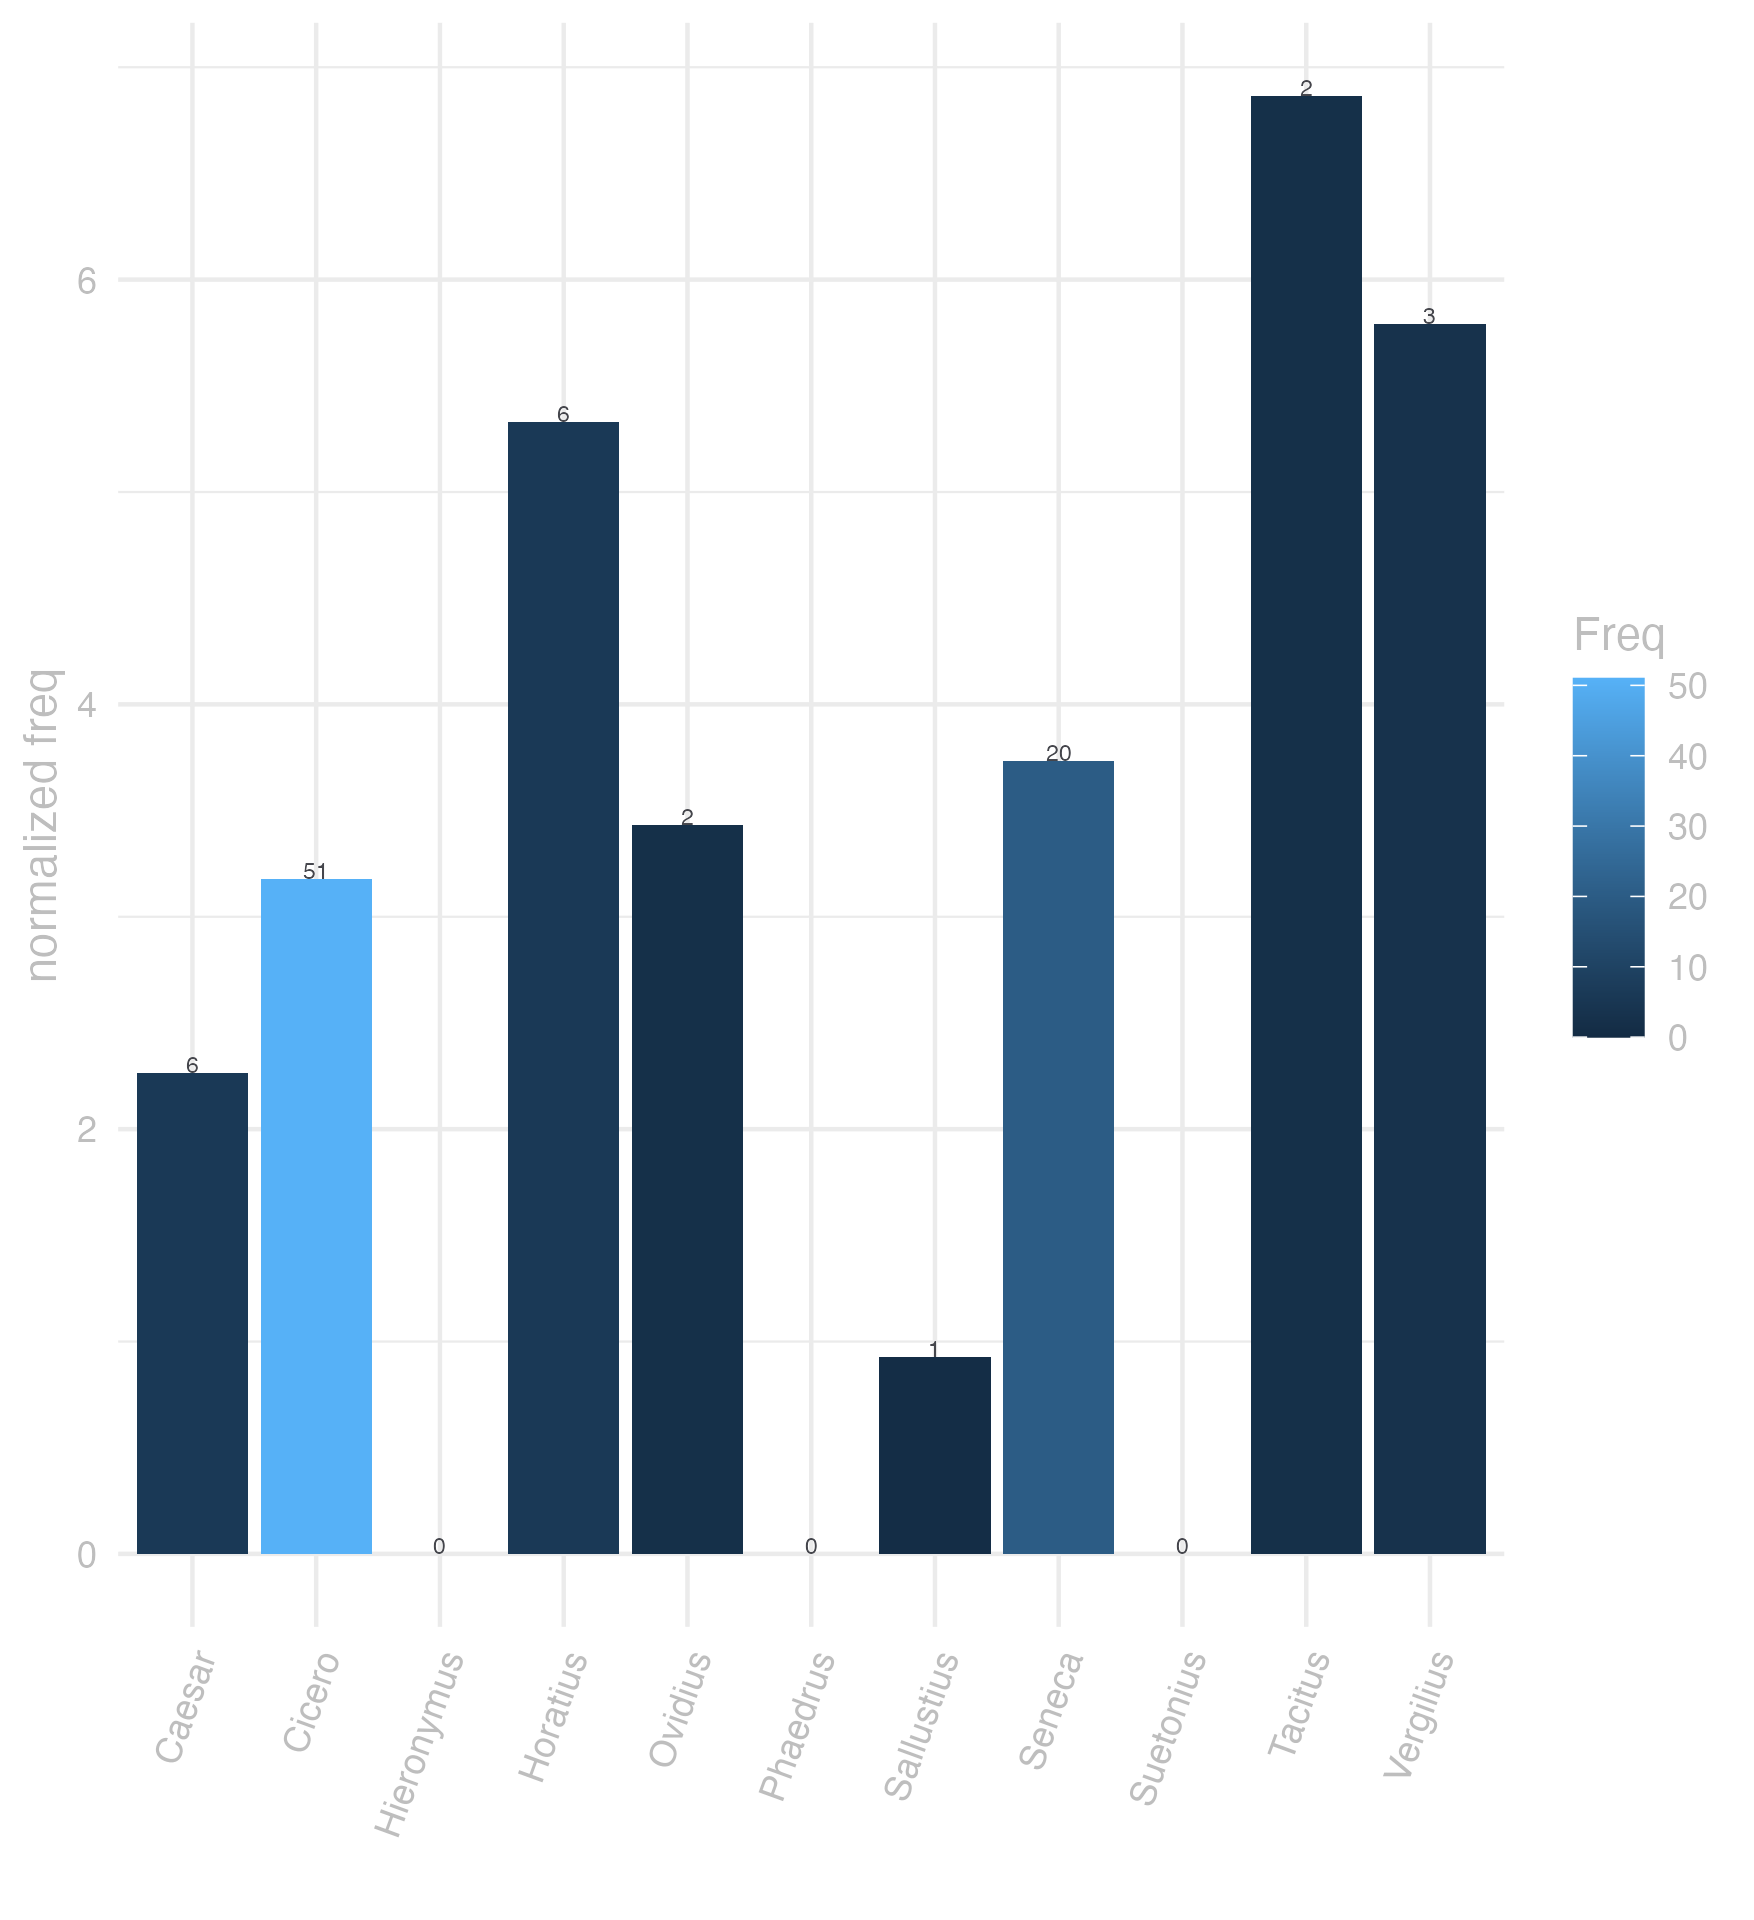 2
3
6
6
20
2
51
4
6
2
1
0
0
0
0
normalized freq
Caesar
Cicero
Hieronymus
Horatius
Ovidius
Phaedrus
Sallustius
Seneca
Suetonius
Tacitus
Vergilius
Freq
50
40
30
20
10
0